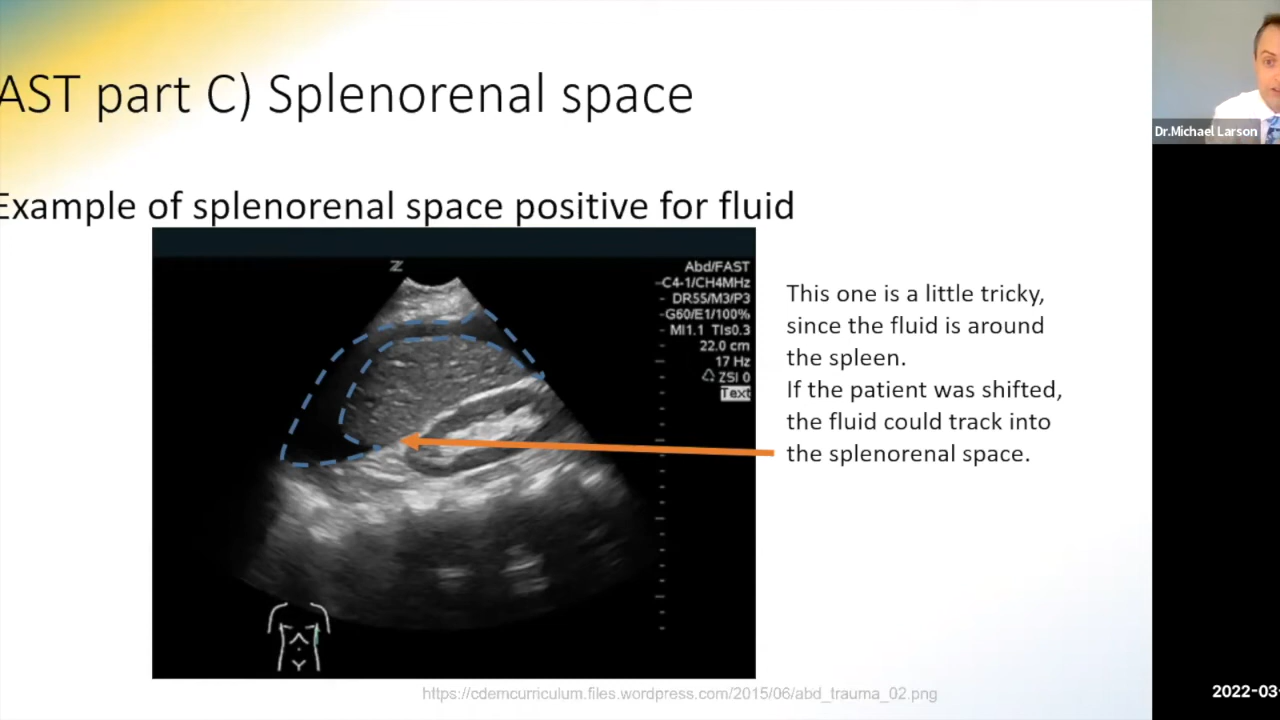 AST part C) Splenorenal space
Example of splenorenal space positive for fluid
Z
Abd/FAST
C4-1/CH4MHz
DR55/M3/P3
G60/E1/100%
MI1.1 TIs0.3
22.0 cm
17 Hz
ZSI 0
Text
This one is a little tricky,
since the fluid is around
the spleen.
If the patient was shifted,
the fluid could track into
the splenorenal space.
https://cdemcurriculum.files.wordpress.com/2015/06/abd_trauma_02.png
Dr.Michael Larson
2022-03-